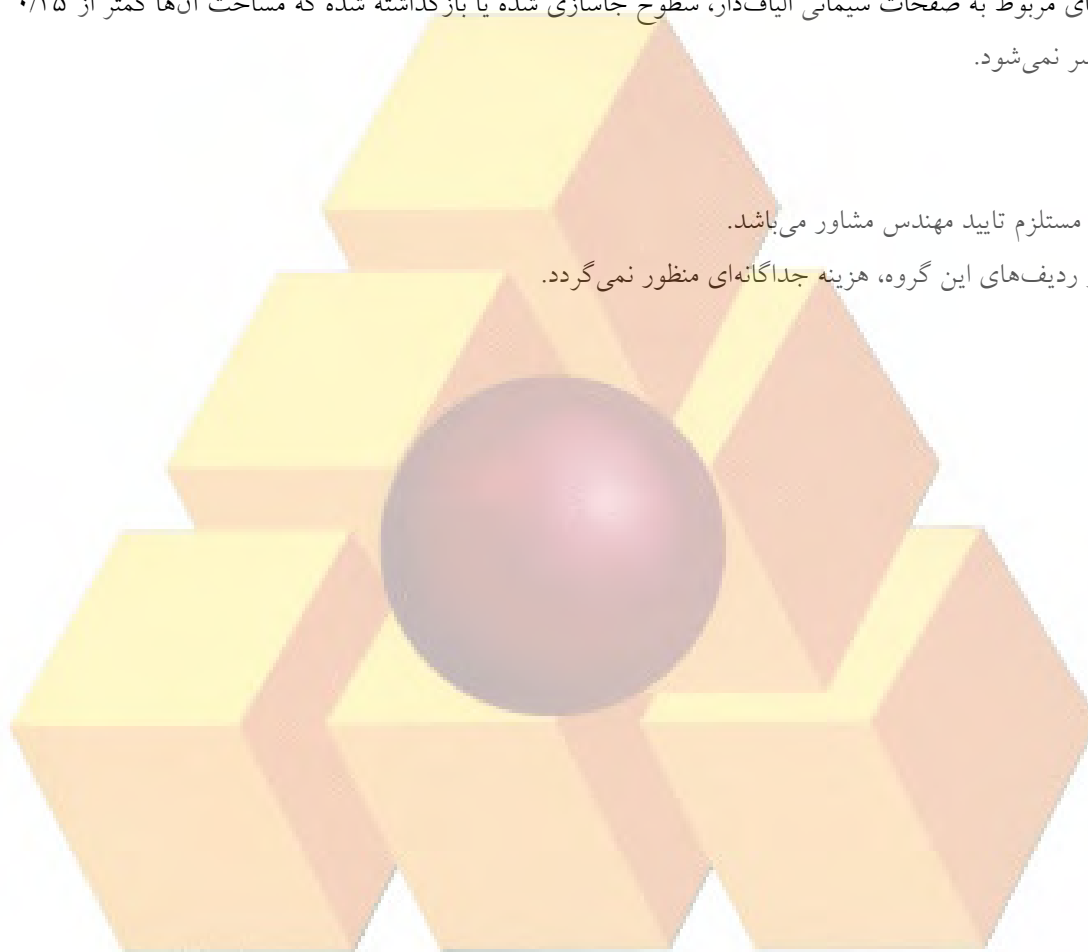 مربوط به صفحات سیمانی الیاف‌دار، سطوح جاسازی شده یا بازگذاشته شده که مساحت آن‌ها کمتر از ۰/۱۵
نمی‌شود.
مستلزم تایید مهندس مشاور می‌باشد.
ردیف‌های این گروه، هزینه جداگانه‌ای منظور نمی‌گردد.